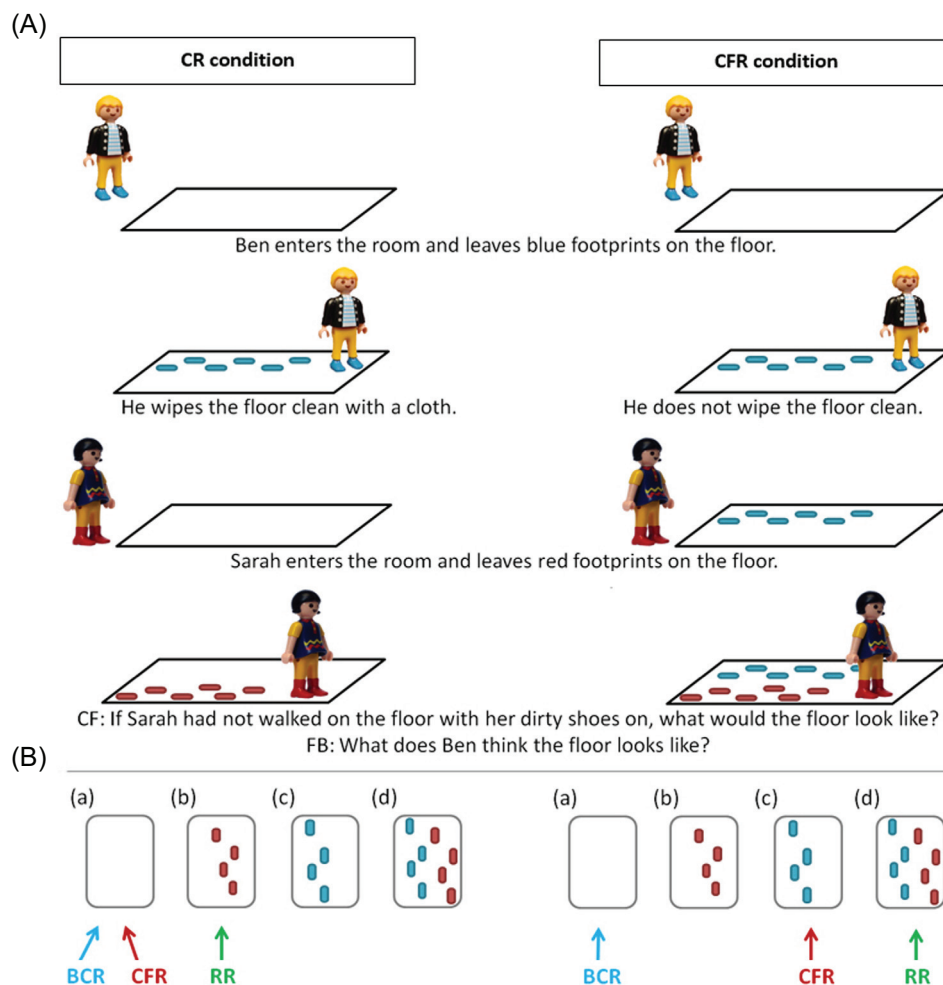 (A)
CR condition
CFR condition
Ben enters the room and leaves blue footprints on the floor.
He wipes the floor clean with a cloth.
He does not wipe the floor clean.
Sarah enters the room and leaves red footprints on the floor.
CF: If Sarah had not walked on the floor with her dirty shoes on, what would the floor look like?
FB: What does Ben think the floor looks like?
(B)
(a) (b) (c) (d)
(a) (b) (c) (d)
BCR CFR RR
BCR CFR RR